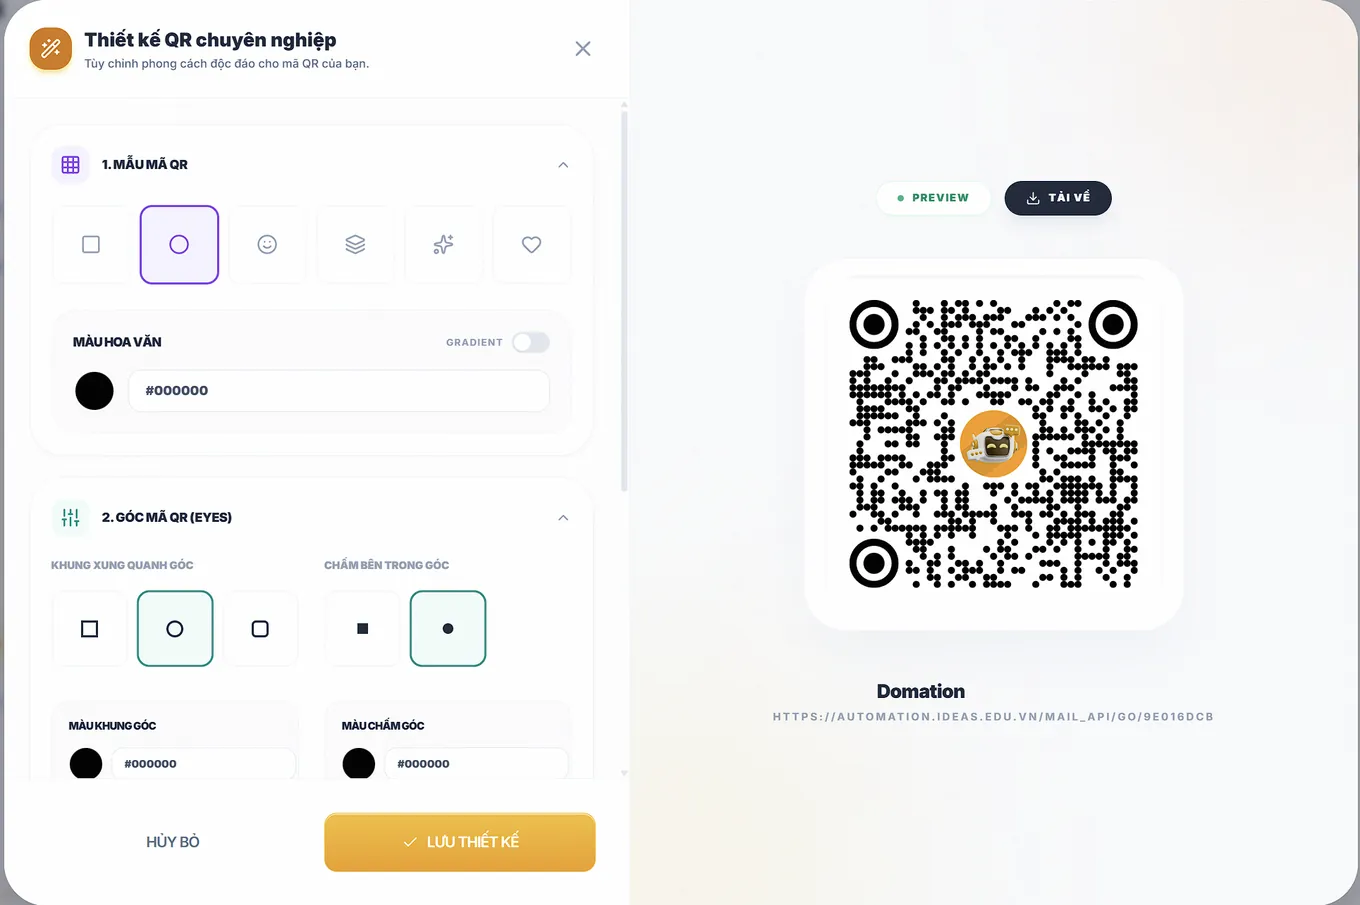 Thiết kế QR chuyên nghiệp
Tùy chỉnh phong cách độc đáo cho mã QR của bạn.
1. MẪU MÃ QR
MÀU HOA VĂN
GRADIENT
#000000
2. GÓC MÃ QR (EYES)
KHUNG XUNG QUANH GÓC
CHẤM BÊN TRONG GÓC
MÀU KHUNG GÓC
#000000
MÀU CHẤM GÓC
#000000
HỦY BỎ
LƯU THIẾT KẾ
PREVIEW
TẢI VỀ
Domation
HTTPS://AUTOMATION.IDEAS.EDU.VN/MAIL_API/GO/9E016DCB